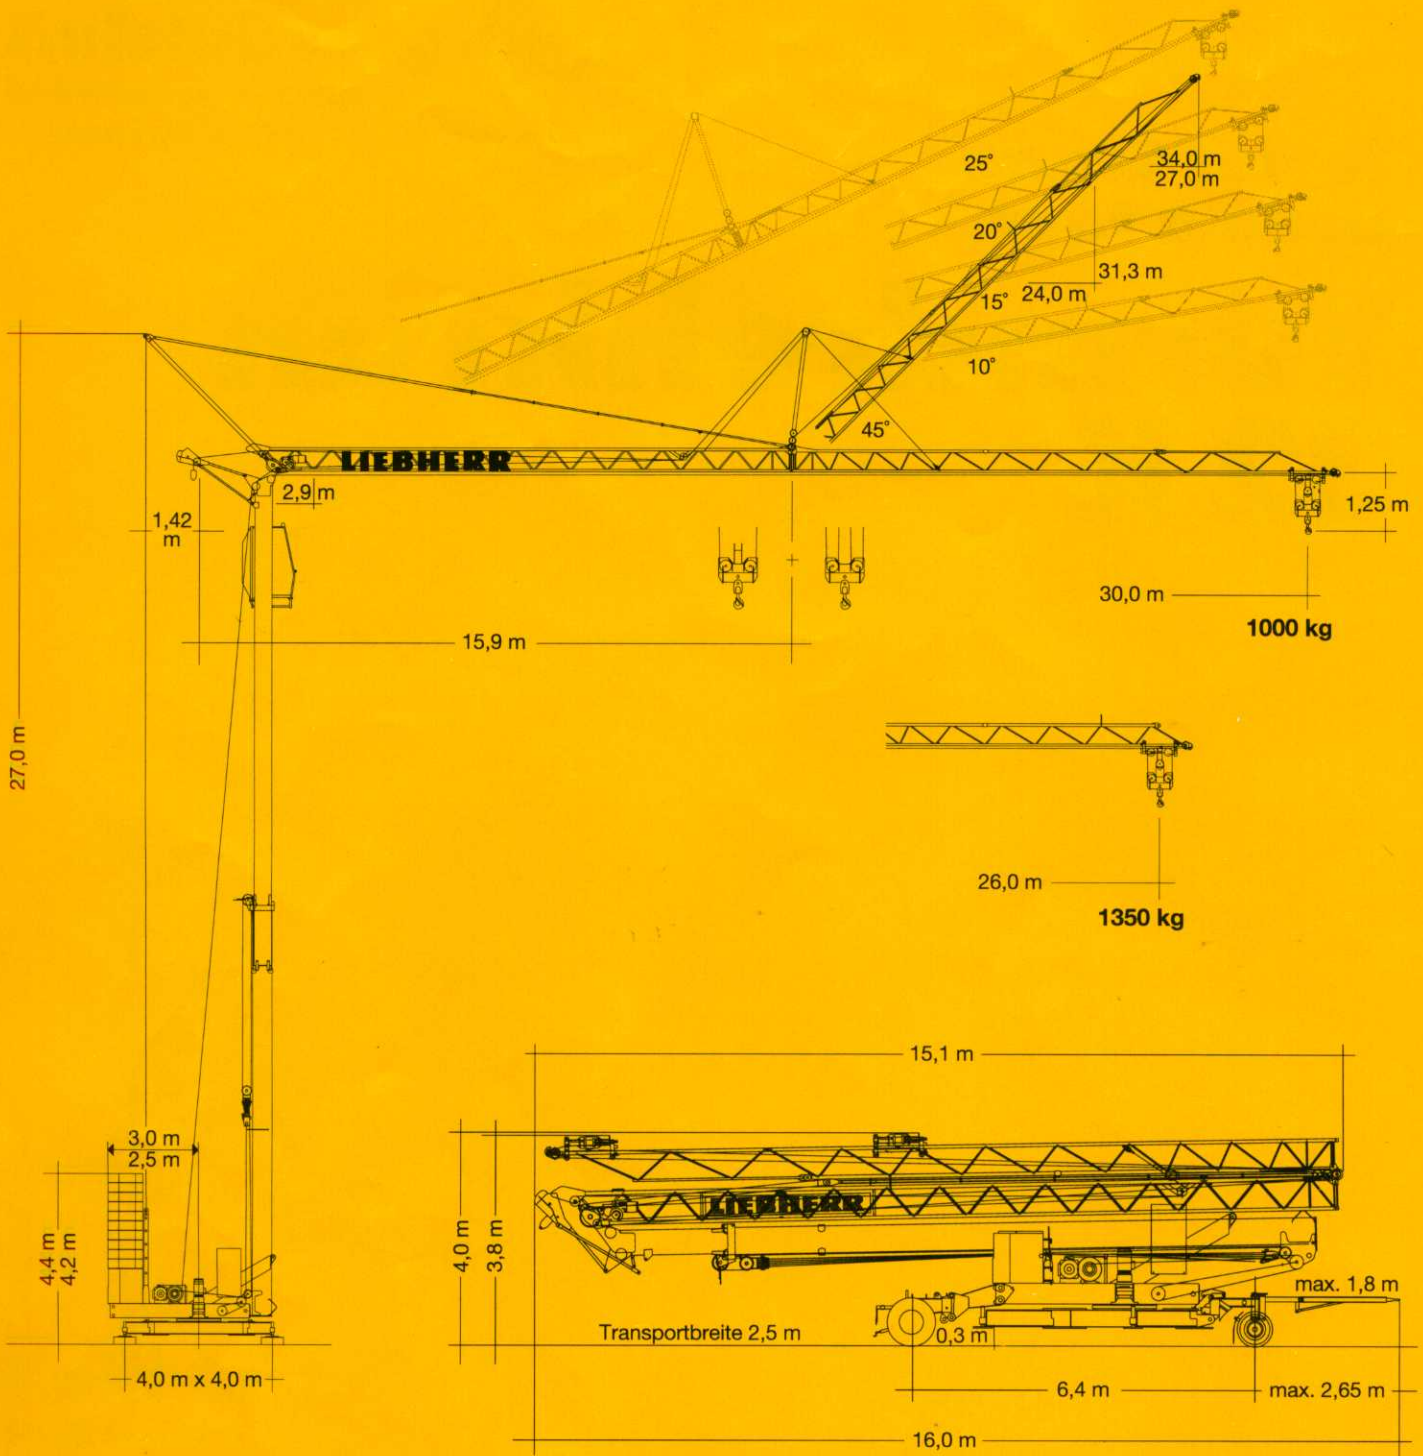 25°
34,0 m
27,0 m
20°
31,3 m
24,0 m
15°
10°
45°
LIEBHERR
2,9 m
1,42
m
1,25 m
30,0 m
1000 kg
15,9 m
27,0 m
26,0 m
1350 kg
15,1 m
3,0 m
2,5 m
4,4 m
4,2 m
4,0 m
3,8 m
LIEBHERR
max. 1,8 m
Transportbreite 2,5 m
0,3 m
4,0 m x 4,0 m
6,4 m
max. 2,65 m
16,0 m